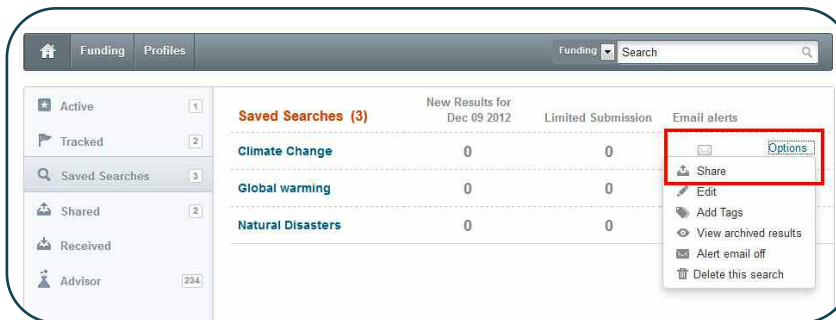 Funding Profiles Funding Search
Active 1
Tracked 2
Saved Searches 3
Shared 2
Received
Advisor 234
Saved Searches (3) New Results for Dec 09 2012 Limited Submission Email alerts
Climate Change 0 0 Options
Global warming 0 0
Natural Disasters 0 0
Share
Edit
Add Tags
View archived results
Alert email off
Delete this search